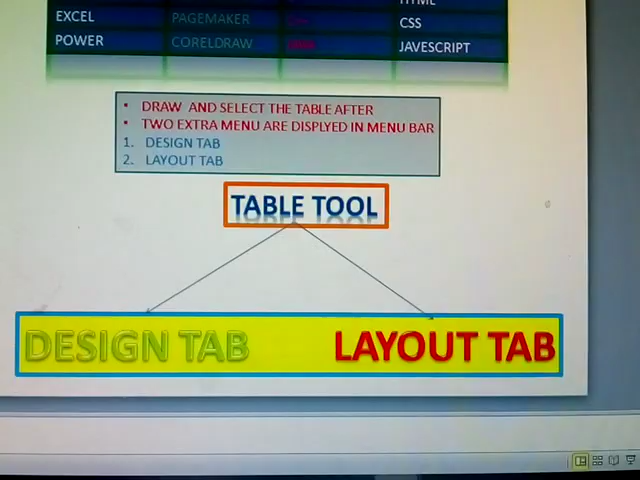 HTML
EXCEL PAGEMAKER C++ CSS
POWER CORELDRAW JAVA JAVESCRIPT
• DRAW AND SELECT THE TABLE AFTER
• TWO EXTRA MENU ARE DISPLYED IN MENU BAR
1. DESIGN TAB
2. LAYOUT TAB
TABLE TOOL
DESIGN TAB LAYOUT TAB